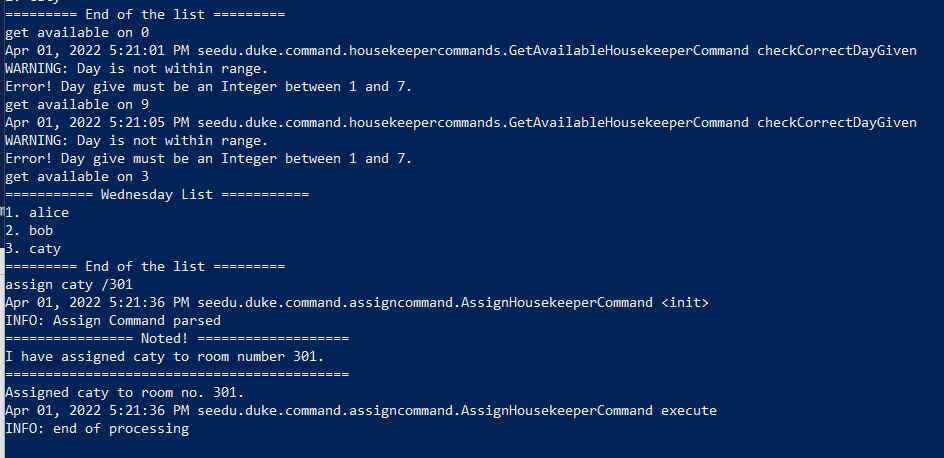 ========= End of the list =========
get available on 0
Apr 01, 2022 5:21:01 PM seedu.duke.command.housekeepercommands.GetAvailableHousekeeperCommand checkCorrectDayGiven
WARNING: Day is not within range.
Error! Day give must be an Integer between 1 and 7.
get available on 9
Apr 01, 2022 5:21:05 PM seedu.duke.command.housekeepercommands.GetAvailableHousekeeperCommand checkCorrectDayGiven
WARNING: Day is not within range.
Error! Day give must be an Integer between 1 and 7.
get available on 3
=========== Wednesday List ===========
1. alice
2. bob
3. caty
========= End of the list =========
assign caty /301
Apr 01, 2022 5:21:36 PM seedu.duke.command.assigncommand.AssignHousekeeperCommand <init>
INFO: Assign Command parsed
================ Noted! ===================
I have assigned caty to room number 301.
===========================================
Assigned caty to room no. 301.
Apr 01, 2022 5:21:36 PM seedu.duke.command.assigncommand.AssignHousekeeperCommand execute
INFO: end of processing